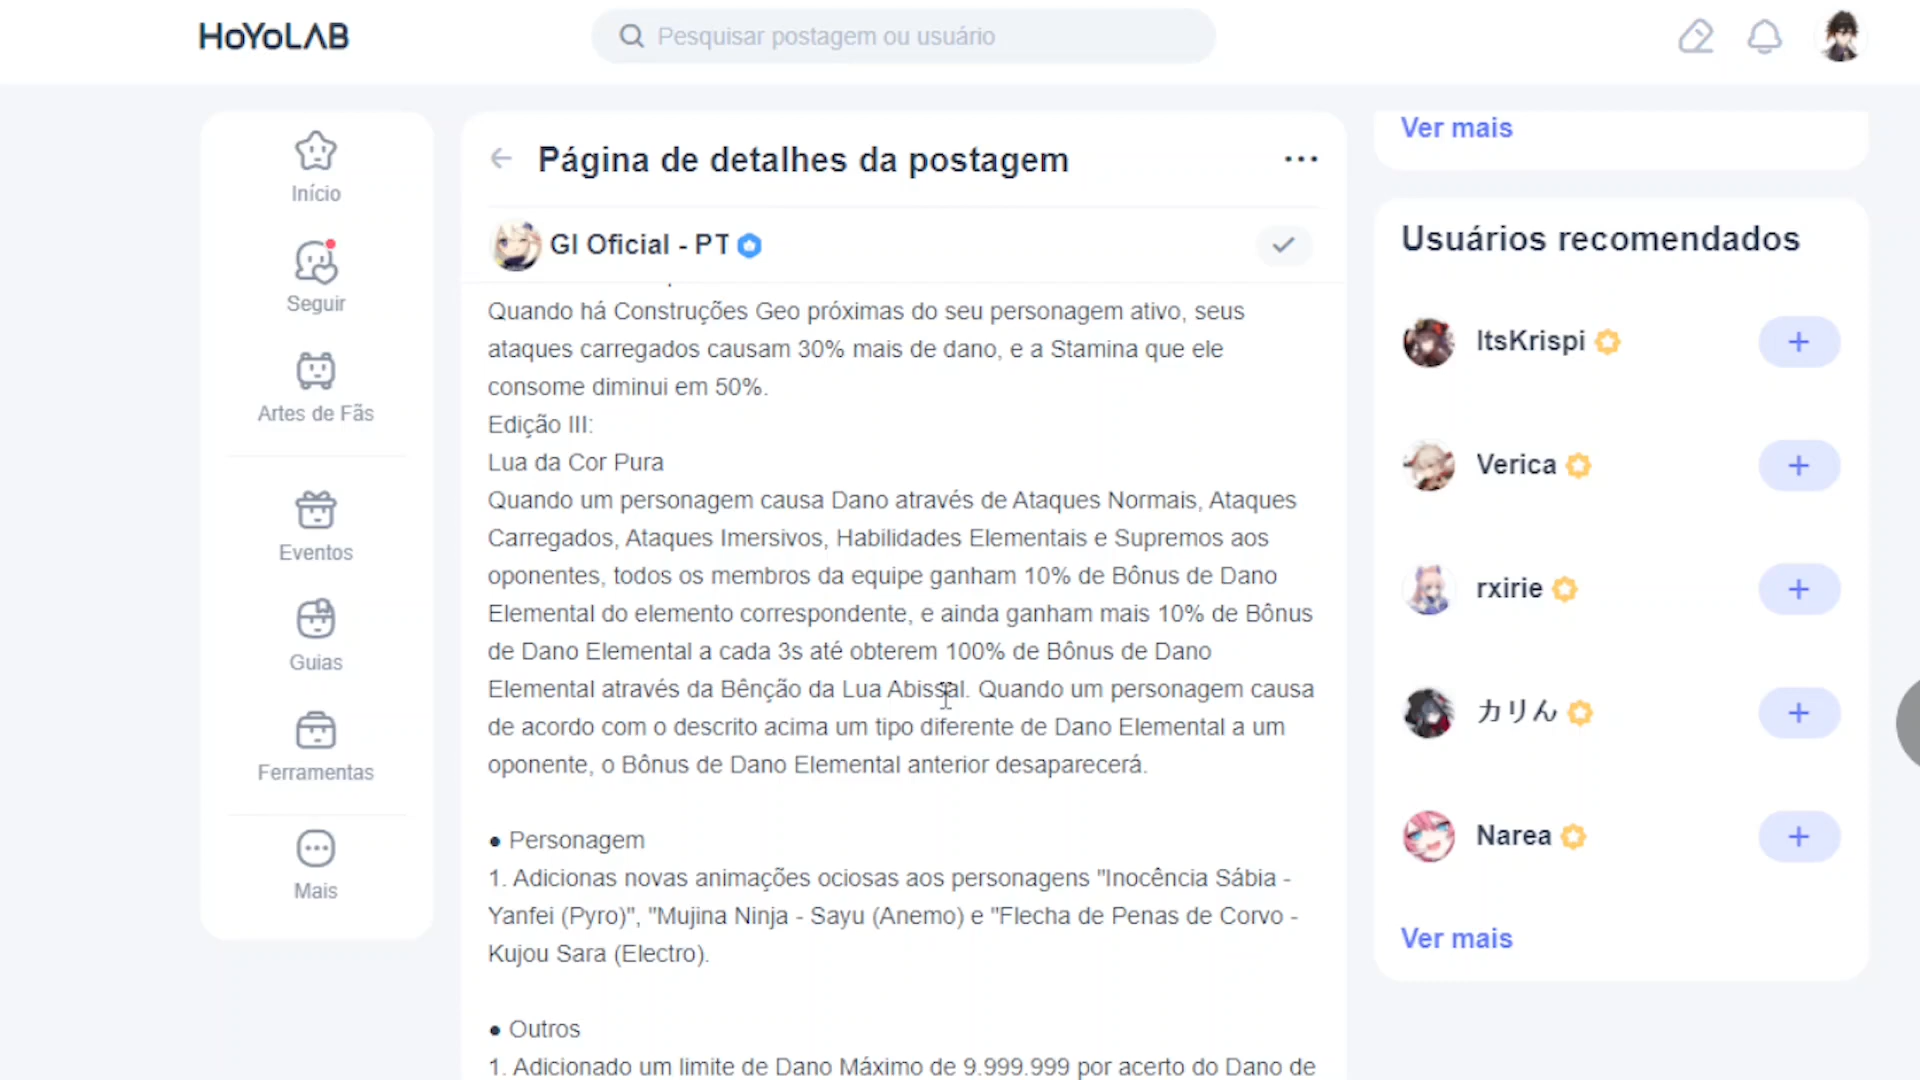 HoYoLAB
Pesquisar postagem ou usuário
Início
Seguir
Artes de Fãs
Eventos
Guias
Ferramentas
Mais
Página de detalhes da postagem
GI Oficial - PT
Quando há Construções Geo próximas do seu personagem ativo, seus
ataques carregados causam 30% mais de dano, e a Stamina que ele
consome diminui em 50%.
Edição III:
Lua da Cor Pura
Quando um personagem causa Dano através de Ataques Normais, Ataques
Carregados, Ataques Imersivos, Habilidades Elementais e Supremos aos
oponentes, todos os membros da equipe ganham 10% de Bônus de Dano
Elemental do elemento correspondente, e ainda ganham mais 10% de Bônus
de Dano Elemental a cada 3s até obterem 100% de Bônus de Dano
Elemental através da Bênção da Lua Abissal. Quando um personagem causa
de acordo com o descrito acima um tipo diferente de Dano Elemental a um
oponente, o Bônus de Dano Elemental anterior desaparecerá.
● Personagem
1. Adicionas novas animações ociosas aos personagens "Inocência Sábia -
Yanfei (Pyro)", "Mujina Ninja - Sayu (Anemo) e "Flecha de Penas de Corvo -
Kujou Sara (Electro).
● Outros
1. Adicionado um limite de Dano Máximo de 9.999.999 por acerto do Dano de
Ver mais
Usuários recomendados
ItsKrispi
Verica
rxirie
カリん
Narea
Ver mais